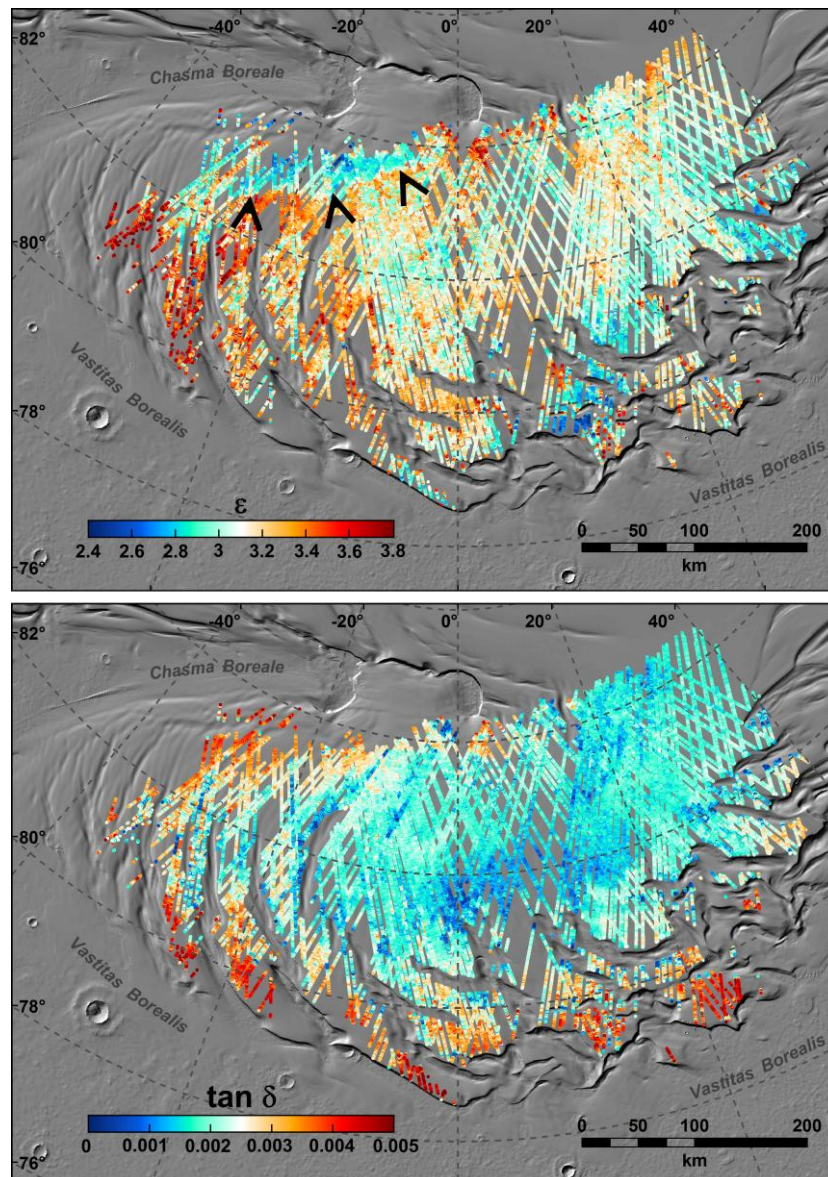 82°
-40°
-20°
0°
20°
40°
Chasma Boreale
80°
Vastitas Borealis
78°
Vastitas Borealis
ε
2.4 2.6 2.8 3 3.2 3.4 3.6 3.8
0 50 100 200
km
76°
82°
-40°
-20°
0°
20°
40°
Chasma Boreale
80°
Vastitas Borealis
78°
Vastitas Borealis
tan δ
0 0.001 0.002 0.003 0.004 0.005
0 50 100 200
km
76°